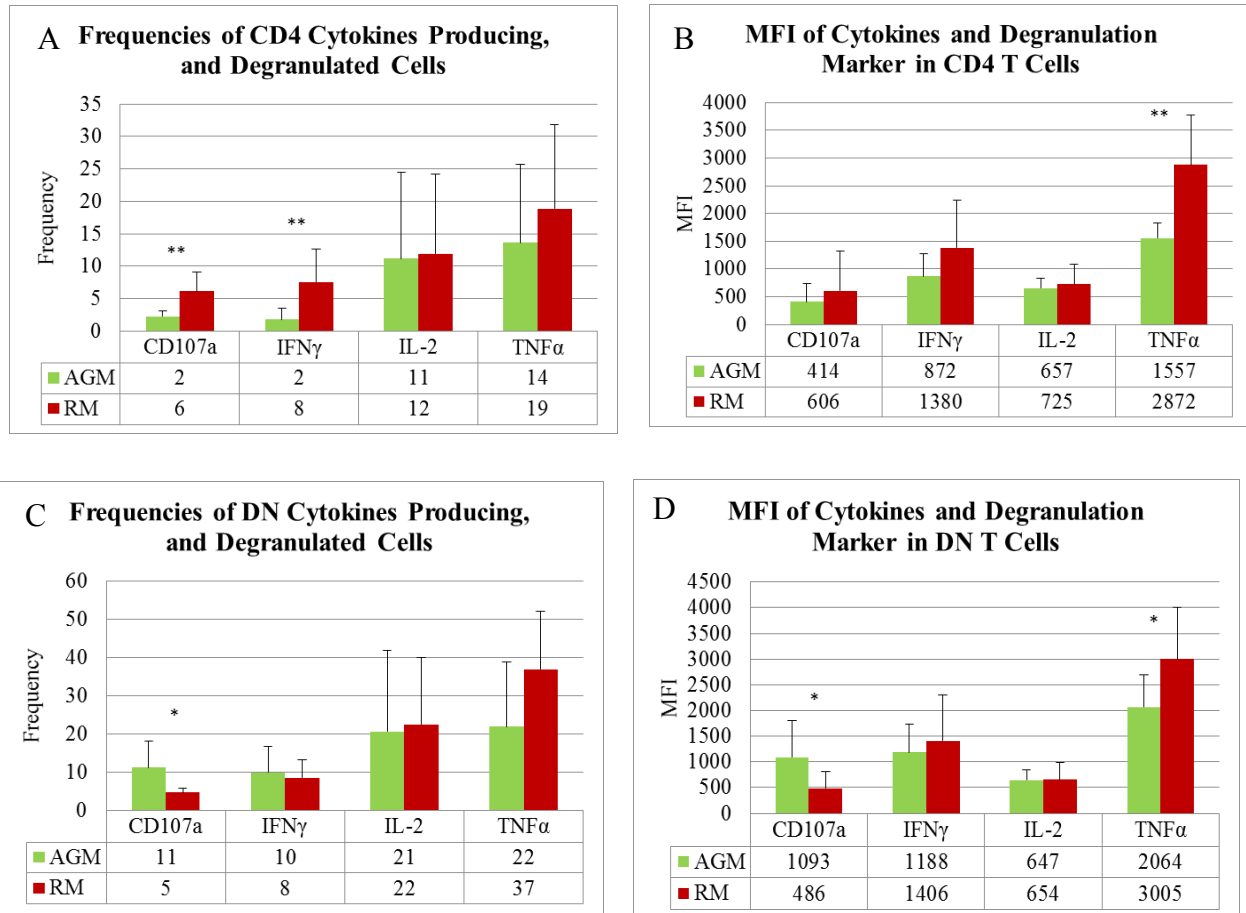 A Frequencies of CD4 Cytokines Producing,
and Degranulated Cells
35
30
25
20
15
10
5
0
Frequency
**
**
CD107a IFNγ IL-2 TNFα
AGM 2 2 11 14
RM 6 8 12 19
B MFI of Cytokines and Degranulation
Marker in CD4 T Cells
4000
3500
3000
2500
2000
1500
1000
500
0
MFI
**
CD107a IFNγ IL-2 TNFα
AGM 414 872 657 1557
RM 606 1380 725 2872
C Frequencies of DN Cytokines Producing,
and Degranulated Cells
60
50
40
30
20
10
0
Frequency
*
CD107a IFNγ IL-2 TNFα
AGM 11 10 21 22
RM 5 8 22 37
D MFI of Cytokines and Degranulation
Marker in DN T Cells
4500
4000
3500
3000
2500
2000
1500
1000
500
0
MFI
*
*
CD107a IFNγ IL-2 TNFα
AGM 1093 1188 647 2064
RM 486 1406 654 3005